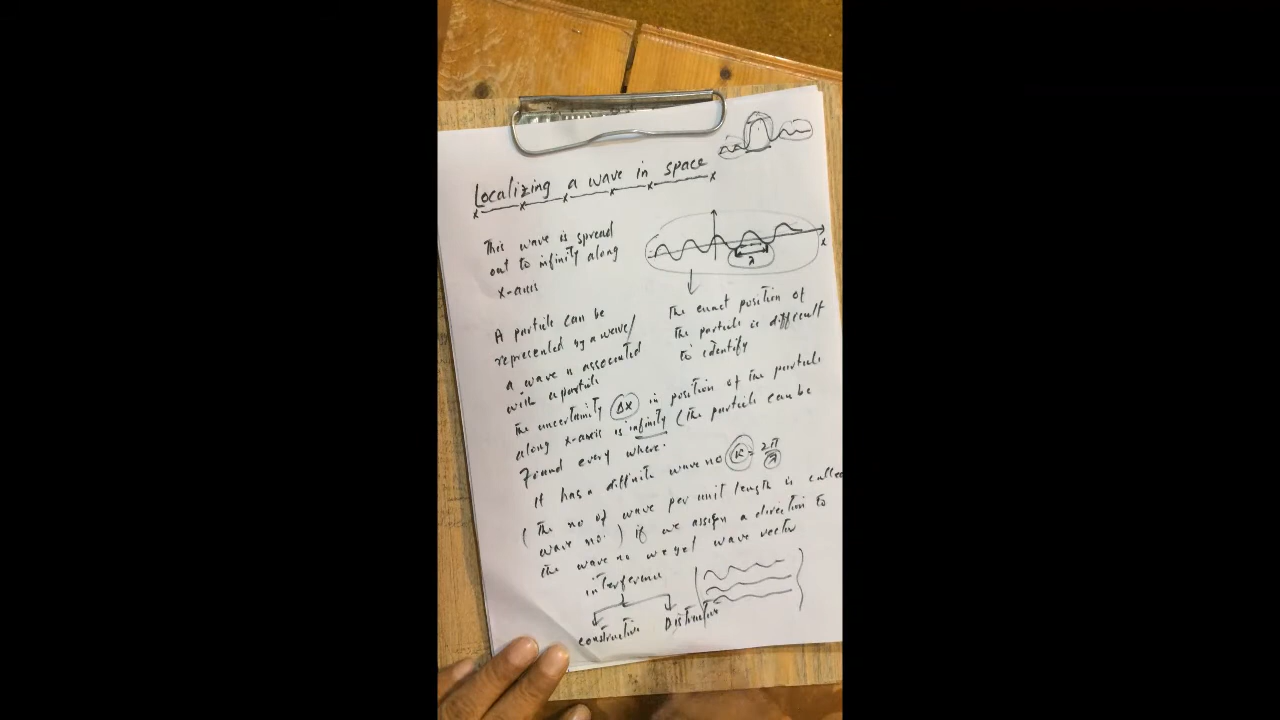 Localizing a wave in space
This wave is spread
out to infinity along
x-axis
x
λ
A particle can be
represented by a wave/
a wave is associated
with a particle
The exact position of
the particle is difficult
to identify
The uncertainity Δx in position of the particle
along x-axis is infinity (The particle can be
Found every where.
It has a diffinite wave no K = 2π/λ
( The no of wave per unit length is called
wave no. ) if we assign a direction to
the wave no we get wave vector
interference
constructive Distructive